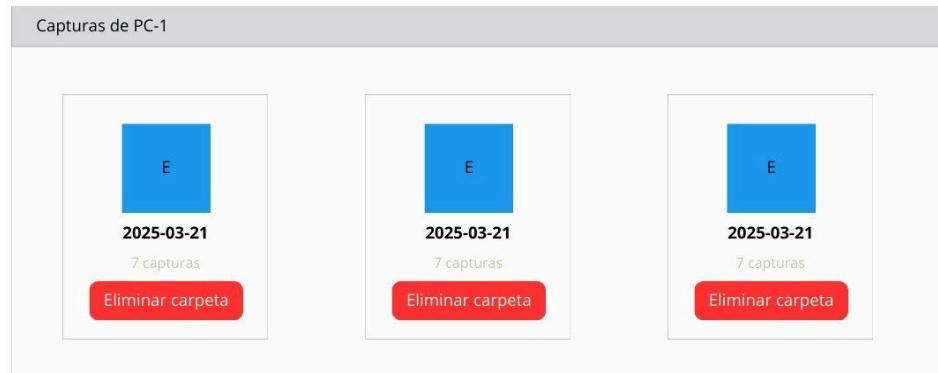 Capturas de PC-1
E
2025-03-21
7 capturas
Eliminar carpeta
E
2025-03-21
7 capturas
Eliminar carpeta
E
2025-03-21
7 capturas
Eliminar carpeta